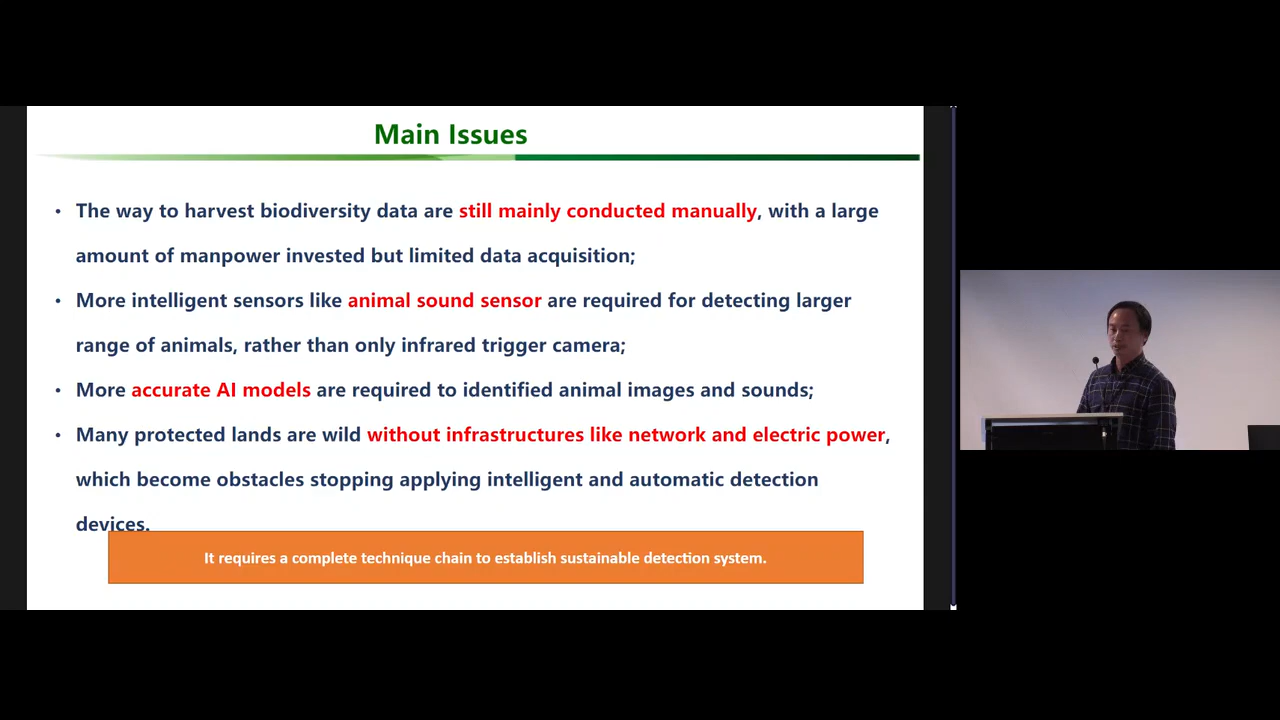 Main Issues
• The way to harvest biodiversity data are still mainly conducted manually, with a large
amount of manpower invested but limited data acquisition;
• More intelligent sensors like animal sound sensor are required for detecting larger
range of animals, rather than only infrared trigger camera;
• More accurate AI models are required to identified animal images and sounds;
• Many protected lands are wild without infrastructures like network and electric power,
which become obstacles stopping applying intelligent and automatic detection
devices.
It requires a complete technique chain to establish sustainable detection system.